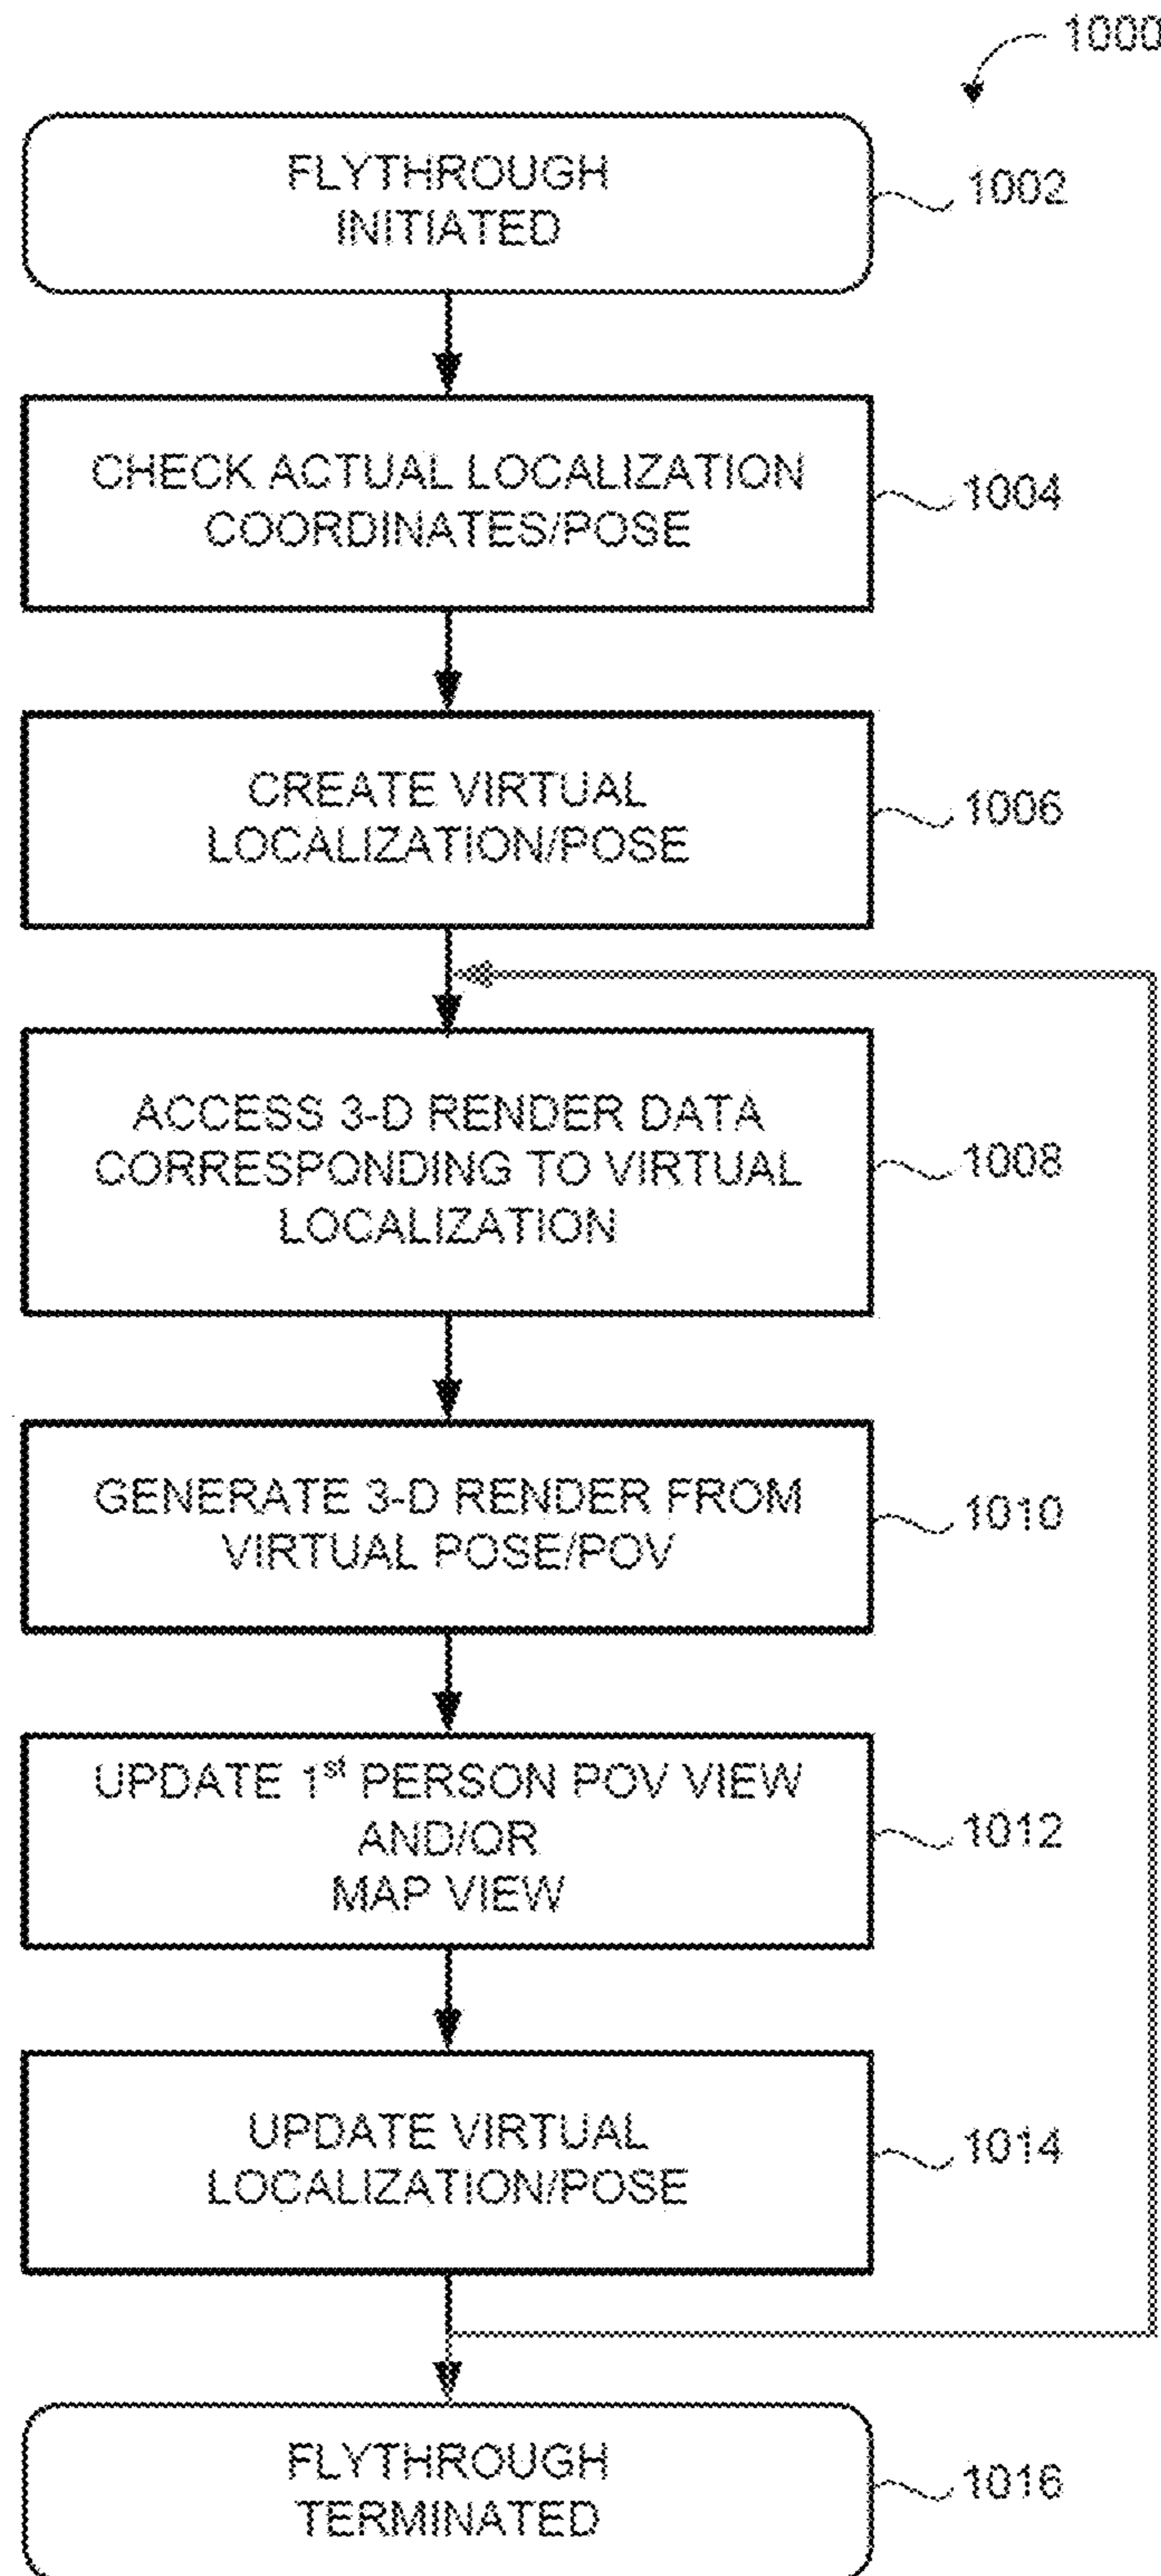 1000
FLYTHROUGH
INITIATED
1002
CHECK ACTUAL LOCALIZATION
COORDINATES/POSE
1004
CREATE VIRTUAL
LOCALIZATION/POSE
1006
ACCESS 3-D RENDER DATA
CORRESPONDING TO VIRTUAL
LOCALIZATION
1008
GENERATE 3-D RENDER FROM
VIRTUAL POSE/POV
1010
UPDATE 1st PERSON POV VIEW
AND/OR
MAP VIEW
1012
UPDATE VIRTUAL
LOCALIZATION/POSE
1014
FLYTHROUGH
TERMINATED
1016